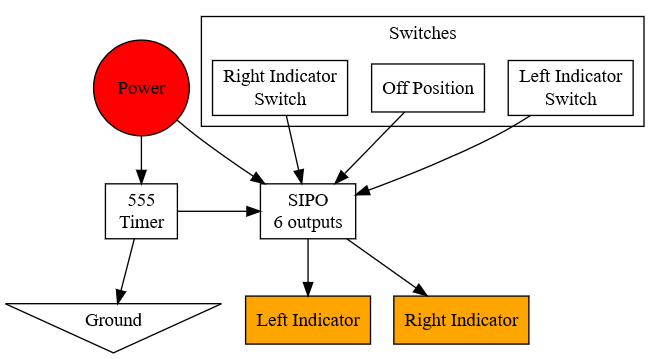 Switches
Power
Right Indicator
Switch
Off Position
Left Indicator
Switch
555
Timer
SIPO
6 outputs
Ground
Left Indicator
Right Indicator